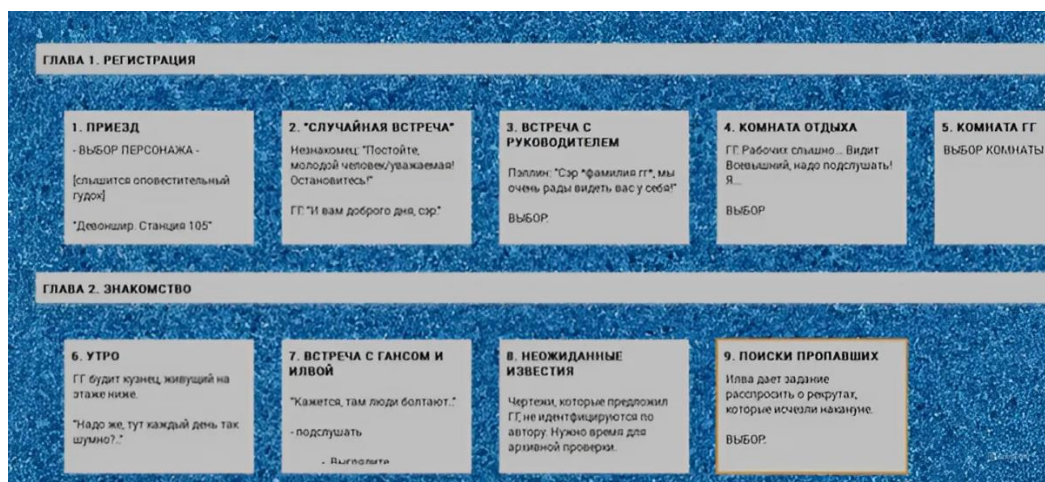 ГЛАВА 1. РЕГИСТРАЦИЯ
1. ПРИЕЗД
- ВЫБОР ПЕРСОНАЖА -
[слышится оповестительный
гудок]
"Девоншир. Станция 105"
2. "СЛУЧАЙНАЯ ВСТРЕЧА"
Незнакомец: "Постойте,
молодой человек/уважаемая!
Остановитесь!"
ГГ: "И вам доброго дня, сэр."
3. ВСТРЕЧА С
РУКОВОДИТЕЛЕМ
Пэллин: "Сэр *фамилия гг*, мы
очень рады видеть вас у себя!"
ВЫБОР.
4. КОМНАТА ОТДЫХА
ГГ: Рабочих слышно... Видит
Всевышний, надо подслушать!
Я...
ВЫБОР
5. КОМНАТА ГГ
ВЫБОР КОМНАТЫ
ГЛАВА 2. ЗНАКОМСТВО
6. УТРО
ГГ будит кузнец, живущий на
этаже ниже.
"Надо же, тут каждый день так
шумно?.."
7. ВСТРЕЧА С ГАНСОМ И
ИЛВОЙ
"Кажется, там люди болтают.."
- подслушать
8. НЕОЖИДАННЫЕ
ИЗВЕСТИЯ
Чертежи, которые предложил
ГГ, не идентфицируются по
автору. Нужно время для
архивной проверки.
9. ПОИСКИ ПРОПАВШИХ
Илва дает задание
расспросить о рекрутах,
которые исчезли накануне.
ВЫБОР.